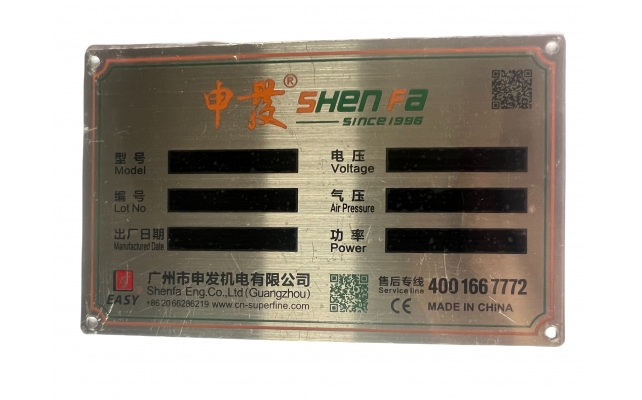 申發® SHEN FA
SINCE 1996
型号 电压
Model Voltage
编号 气压
Lot No Air Pressure
出厂日期 功率
Manufactured Date Power
广州市申发机电有限公司 售后专线 400 166 7772
Shenfa Eng.Co.,Ltd (Guangzhou) Service line
EASY +86 20 66286219 www.cn-superfine.com CE MADE IN CHINA